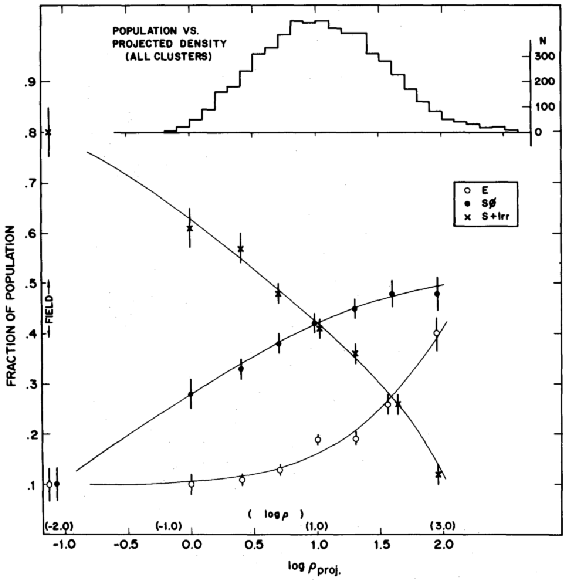 POPULATION VS.
PROJECTED DENSITY
(ALL CLUSTERS)
N
300
200
100
0
.9
.8
.7
.6
.5
.4
.3
.2
.1
FRACTION OF POPULATION
FIELD
E
SØ
S+Irr
( log ρ )
(-2.0) (-1.0) (1.0) (3.0)
-1.0 -0.5 0.0 0.5 1.0 1.5 2.0
log ρproj.